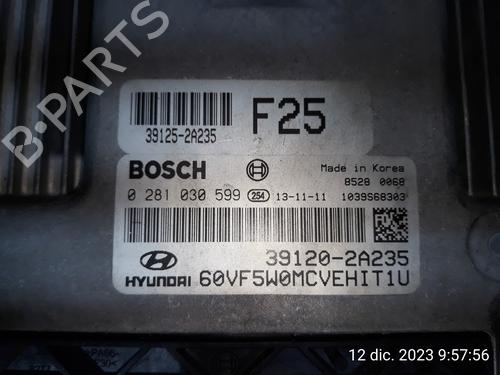 B-PARTS
39125-2A235
F25
BOSCH
Made in Korea
8528 0068
0 281 030 599 254 13-11-11 1039S68303
39120-2A235
HYUNDAI 60VF5W0MCVEHIT1U
12 dic. 2023 9:57:56